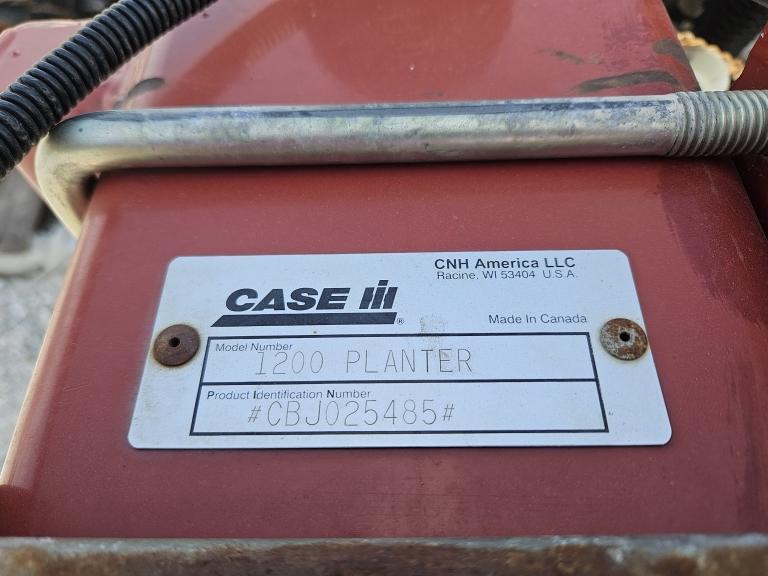 CNH America LLC
Racine, WI 53404 U.S.A.
CASE IH®
Made In Canada
Model Number
1200 PLANTER
Product Identification Number
#CBJ025485#